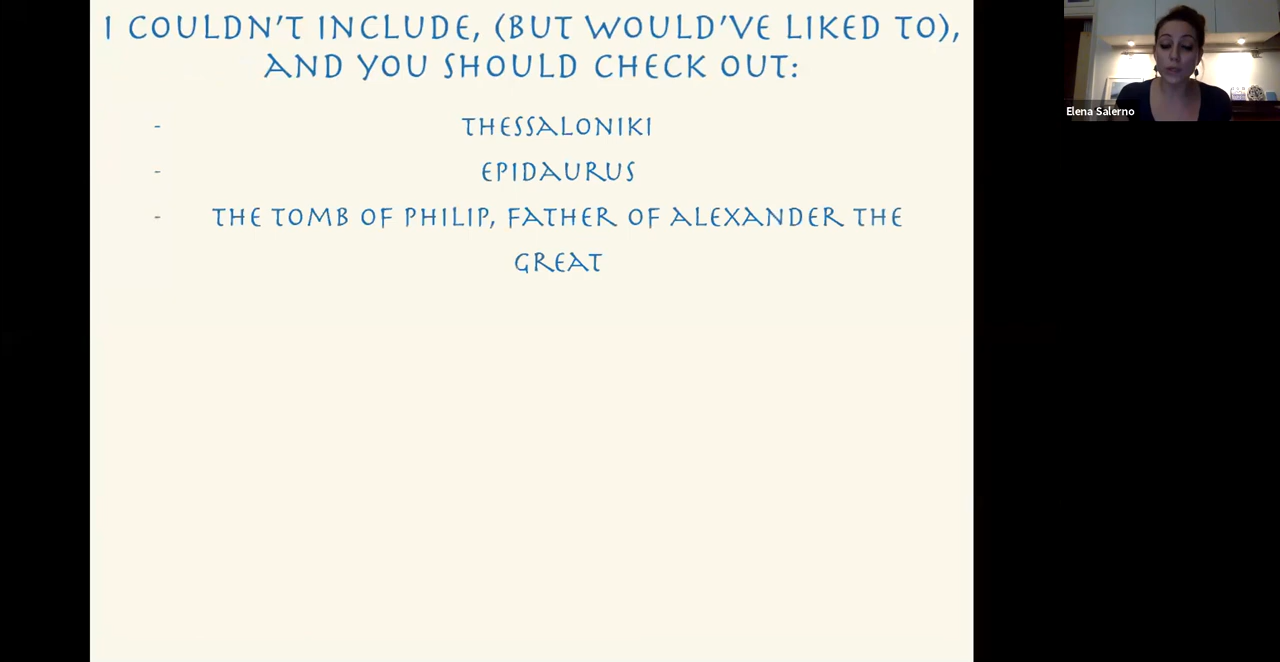 I COULDN'T INCLUDE, (BUT WOULD'VE LIKED TO),
AND YOU SHOULD CHECK OUT:
- THESSALONIKI
- EPIDAURUS
- THE TOMB OF PHILIP, FATHER OF ALEXANDER THE
GREAT
Elena Salerno